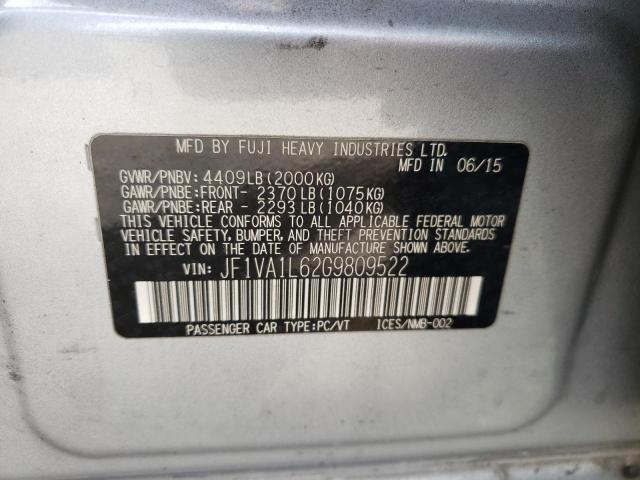 MFD BY FUJI HEAVY INDUSTRIES LTD.
MFD IN 06/15
GVWR/PNBV: 4409LB(2000KG)
GAWR/PNBE:FRONT- 2370LB(1075KG)
GAWR/PNBE:REAR - 2293LB(1040KG)
THIS VEHICLE CONFORMS TO ALL APPLICABLE FEDERAL MOTOR
VEHICLE SAFETY, BUMPER, AND THEFT PREVENTION STANDARDS
IN EFFECT ON THE DATE OF MANUFACTURE SHOWN ABOVE.
VIN: JF1VA1L62G9809522
PASSENGER CAR TYPE:PC/VT ICES/NMB-002